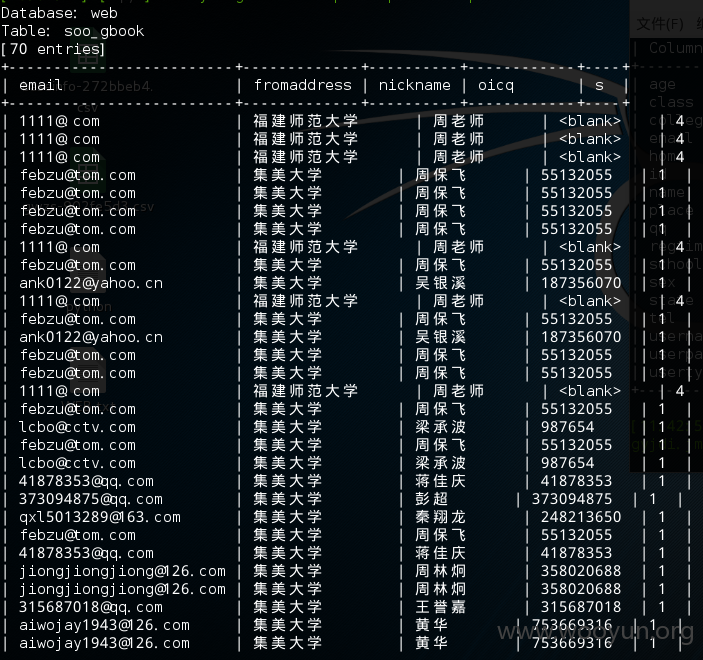 Database: web
Table: soo_gbook
[70 entries]
| email | fromaddress | nickname | oicq | s |
| 1111@.com | 福建师范大学 | 周老师 | <blank> | 4
| 1111@.com | 福建师范大学 | 周老师 | <blank> | 4
| 1111@.com | 福建师范大学 | 周老师 | <blank> | 4
| febzu@tom.com | 集美大学 | 周保飞 | 55132055 | 1 |
| febzu@tom.com | 集美大学 | 周保飞 | 55132055 | 1 |
| febzu@tom.com | 集美大学 | 周保飞 | 55132055 | 1 |
| febzu@tom.com | 集美大学 | 周保飞 | 55132055 | 1 |
| 1111@.com | 福建师范大学 | 周老师 | <blank> | 4
| febzu@tom.com | 集美大学 | 周保飞 | 55132055 | 1 |
| ank0122@yahoo.cn | 集美大学 | 吴银溪 | 187356070 | 1 |
| 1111@.com | 福建师范大学 | 周老师 | <blank> | 4
| febzu@tom.com | 集美大学 | 周保飞 | 55132055 | 1 |
| ank0122@yahoo.cn | 集美大学 | 吴银溪 | 187356070 | 1 |
| febzu@tom.com | 集美大学 | 周保飞 | 55132055 | 1 |
| febzu@tom.com | 集美大学 | 周保飞 | 55132055 | 1 |
| 1111@.com | 福建师范大学 | 周老师 | <blank> | 4
| febzu@tom.com | 集美大学 | 周保飞 | 55132055 | 1 |
| lcbo@cctv.com | 集美大学 | 梁承波 | 987654 | 1 |
| febzu@tom.com | 集美大学 | 周保飞 | 55132055 | 1 |
| lcbo@cctv.com | 集美大学 | 梁承波 | 987654 | 1 |
| 41878353@qq.com | 集美大学 | 蒋佳庆 | 41878353 | 1 |
| 373094875@qq.com | 集美大学 | 彭超 | 373094875 | 1 |
| qxl5013289@163.com | 集美大学 | 秦翔龙 | 248213650 | 1 |
| febzu@tom.com | 集美大学 | 周保飞 | 55132055 | 1 |
| 41878353@qq.com | 集美大学 | 蒋佳庆 | 41878353 | 1 |
| jiongjiongjiong@126.com | 集美大学 | 周林炯 | 358020688 | 1 |
| jiongjiongjiong@126.com | 集美大学 | 周林炯 | 358020688 | 1 |
| 315687018@qq.com | 集美大学 | 王誉嘉 | 315687018 | 1 |
| aiwojay1943@126.com | 集美大学 | 黄华 | 753669316 | 1 |
| aiwojay1943@126.com | 集美大学 | 黄华 | 753669316 | 1 |
文件(F)
Column
age
class
www.wooyun.org